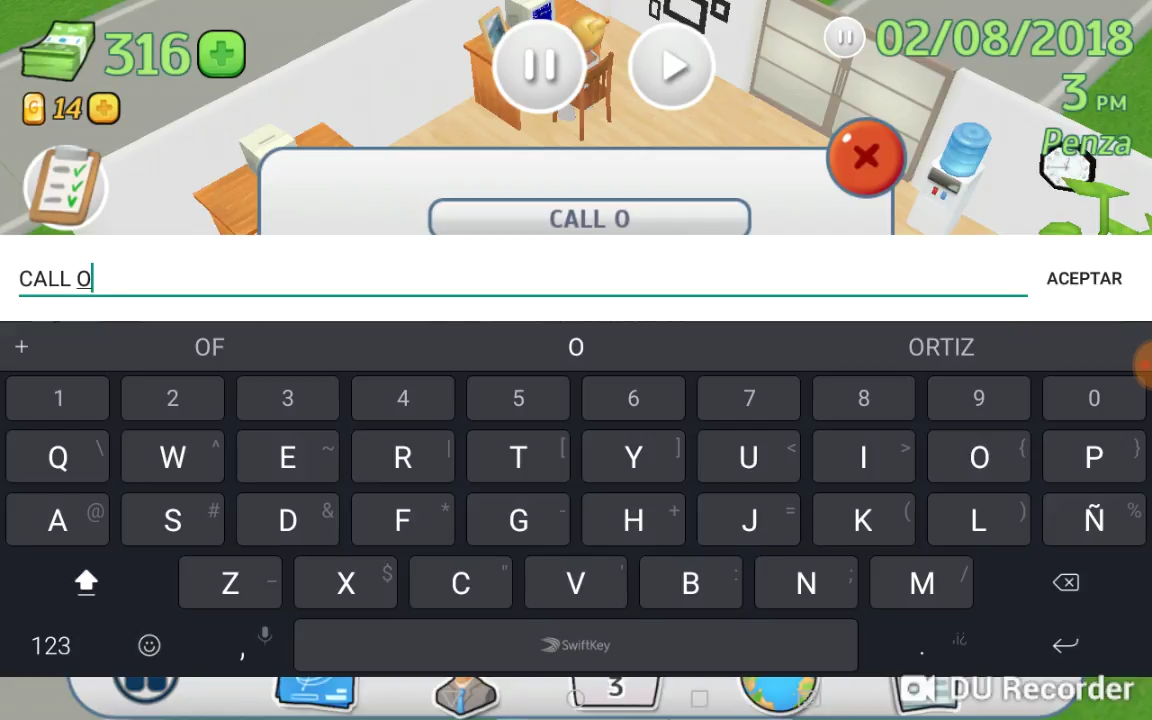 316
02/08/2018
G 14
3 PM
Penza
CALL O
CALL O
ACEPTAR
+ OF O ORTIZ
1 2 3 4 5 6 7 8 9 0
Q \ W ^ E ~ R | T [ Y ] U < I > O { P }
A @ S # D & F * G - H + J = K ( L ) Ñ %
Z _ X $ C " V ' B : N ; M /
123 , SwiftKey . ,¡¿
3
DU Recorder